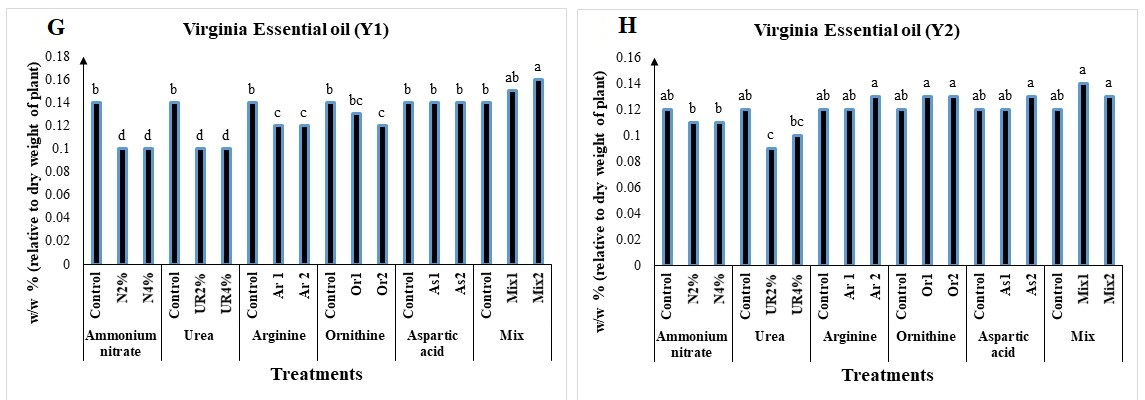 G
Virginia Essential oil (Y1)
w/w % (relative to dry weight of plant)
0.18
0.16
0.14
0.12
0.1
0.08
0.06
0.04
0.02
0
b d d b d d b c c b bc c b b b b ab a
Control N2% N4% Control UR2% UR4% Control Ar 1 Ar 2 Control Or1 Or2 Control As1 As2 Control Mix1 Mix2
Ammonium nitrate Urea Arginine Ornithine Aspartic acid Mix
Treatments
H
Virginia Essential oil (Y2)
w/w % (relative to dry weight of plant)
0.16
0.14
0.12
0.1
0.08
0.06
0.04
0.02
0
ab b b ab c bc ab ab a ab a a ab ab a ab a a
Control N2% N4% Control UR2% UR4% Control Ar 1 Ar 2 Control Or1 Or2 Control As1 As2 Control Mix1 Mix2
Ammonium nitrate Urea Arginine Ornithine Aspartic acid Mix
Treatments